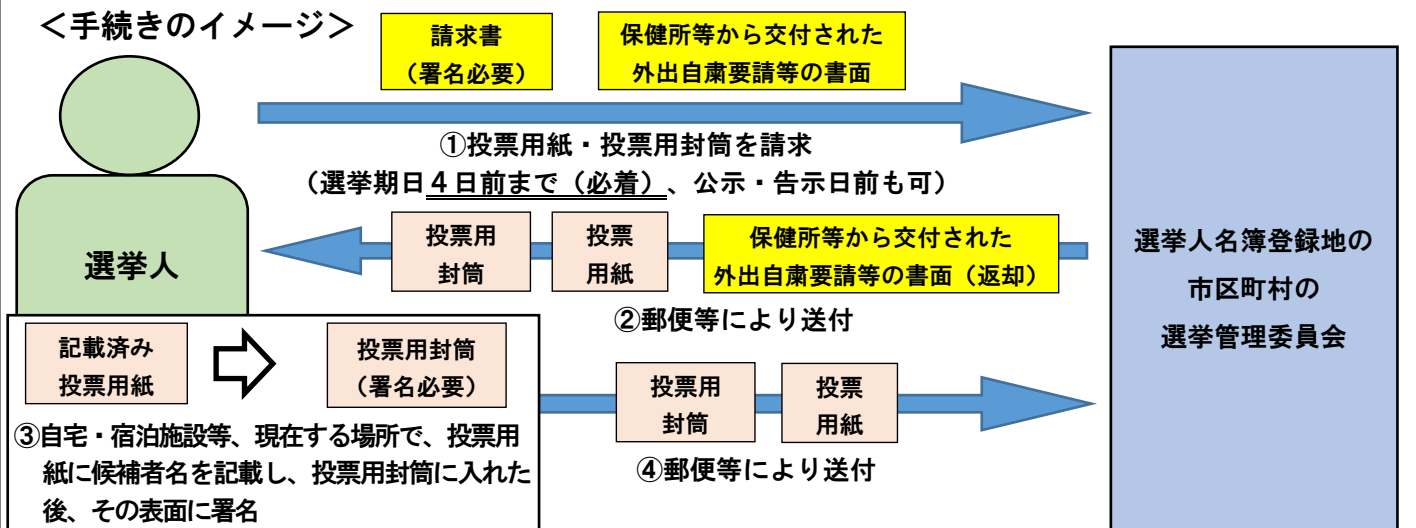 ＜手続きのイメージ＞
請求書
（署名必要）
保健所等から交付された
外出自粛要請等の書面
①投票用紙・投票用封筒を請求
（選挙期日４日前まで（必着）、公示・告示日前も可）
選挙人
投票用
封筒
投票
用紙
保健所等から交付された
外出自粛要請等の書面（返却）
②郵便等により送付
選挙人名簿登録地の
市区町村の
選挙管理委員会
記載済み
投票用紙
投票用封筒
（署名必要）
③自宅・宿泊施設等、現在する場所で、投票用
紙に候補者名を記載し、投票用封筒に入れた
後、その表面に署名
投票用
封筒
投票
用紙
④郵便等により送付